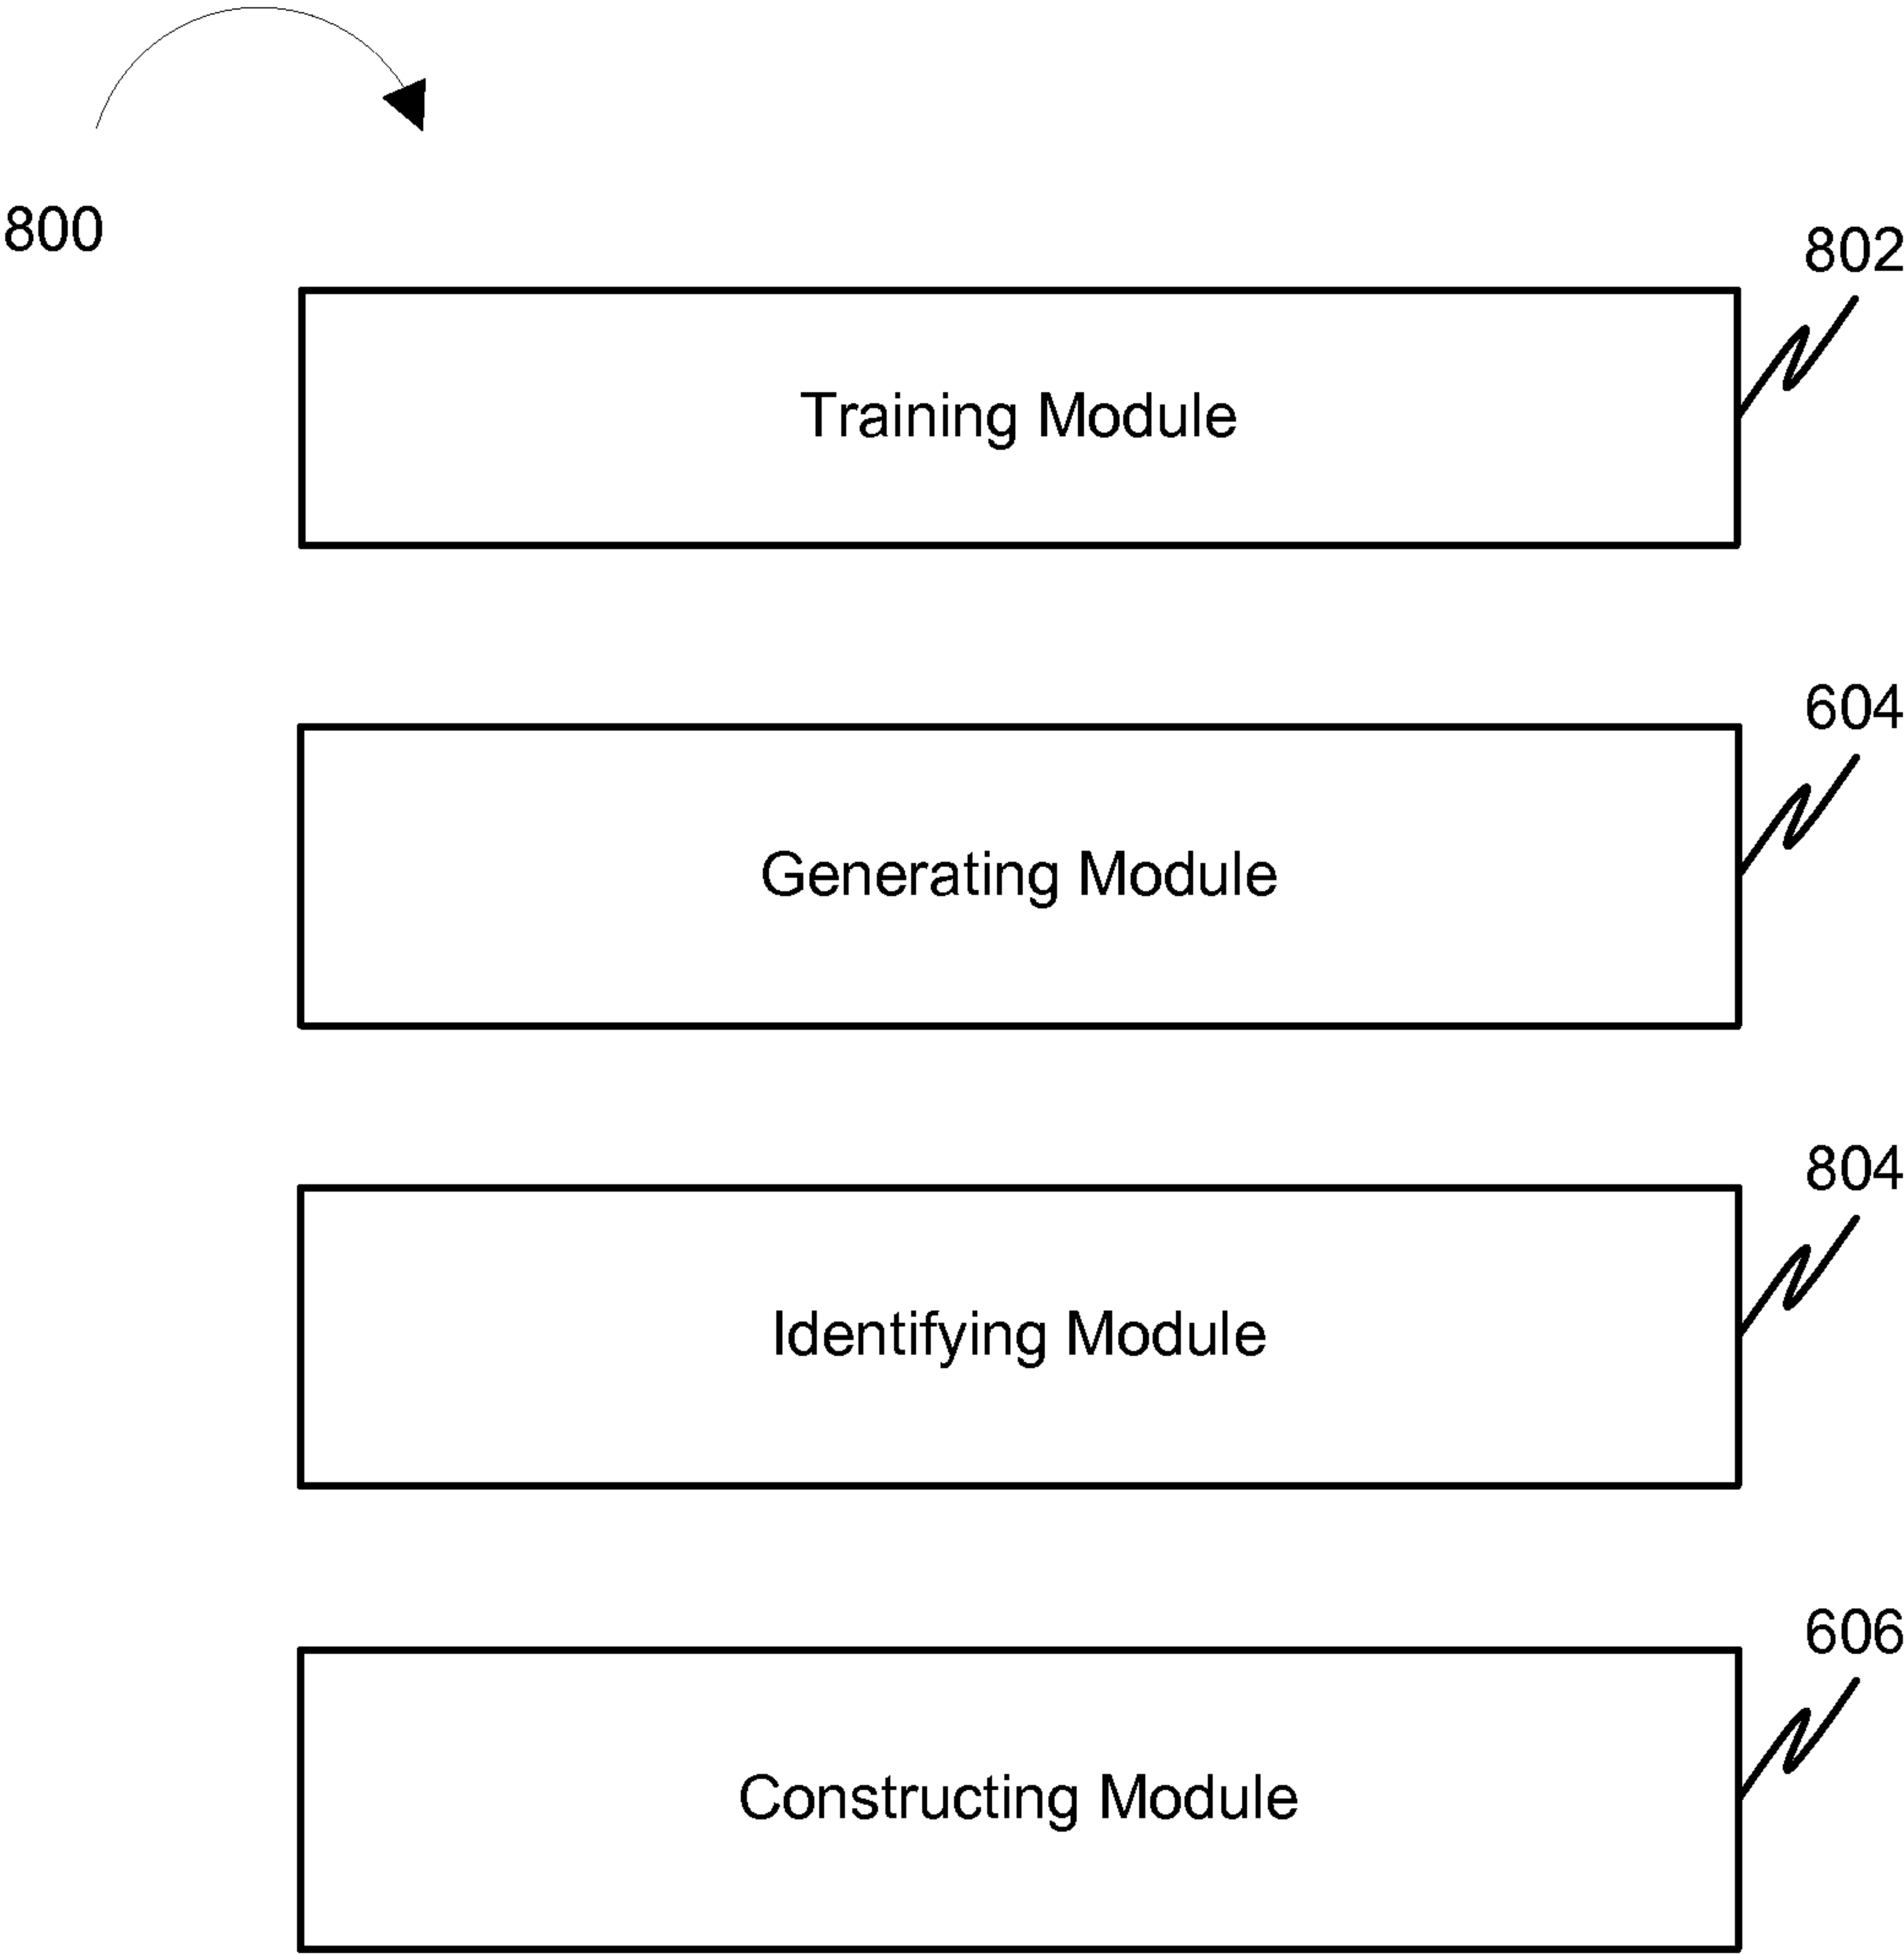 800
802
Training Module
604
Generating Module
804
Identifying Module
606
Constructing Module